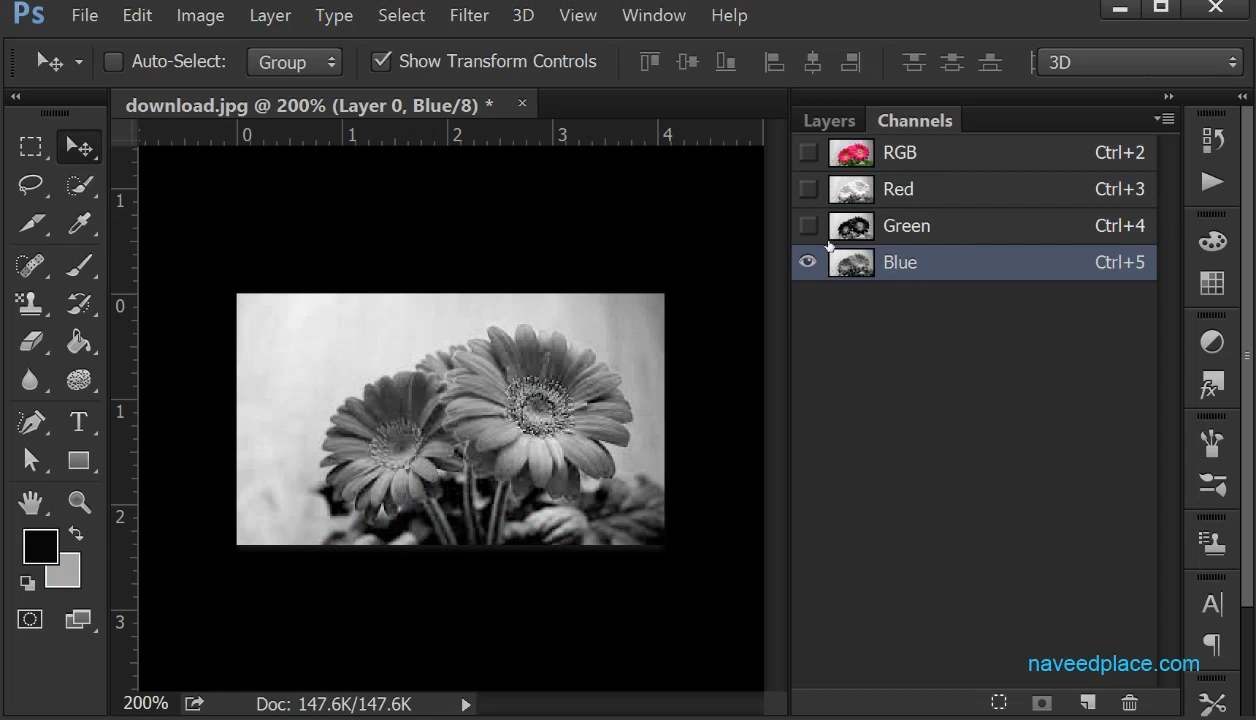 Ps File Edit Image Layer Type Select Filter 3D View Window Help
Auto-Select: Group Show Transform Controls 3D
download.jpg @ 200% (Layer 0, Blue/8) * ×
Layers Channels
0 1 2 3 4
RGB Ctrl+2
Red Ctrl+3
Green Ctrl+4
Blue Ctrl+5
1
0
1
2
3
T
fx
A
naveedplace.com
200% Doc: 147.6K/147.6K